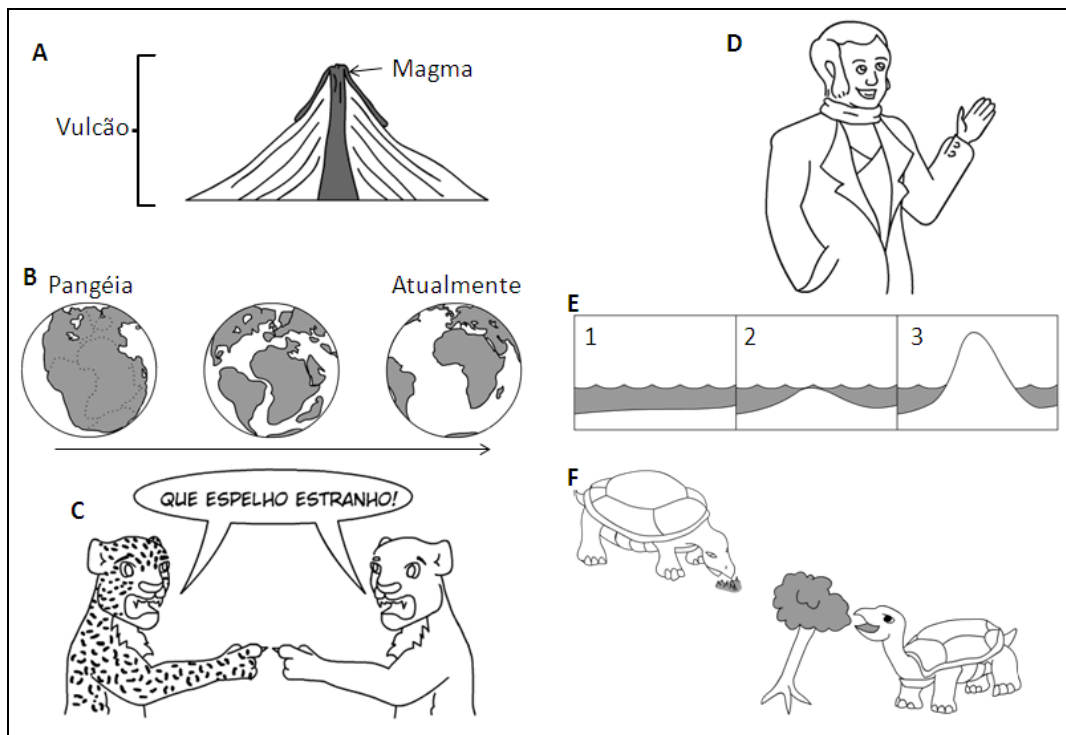 A
Magma
Vulcão
B
Pangéia
Atualmente
C
QUE ESPELHO ESTRANHO!
D
E
1
2
3
F